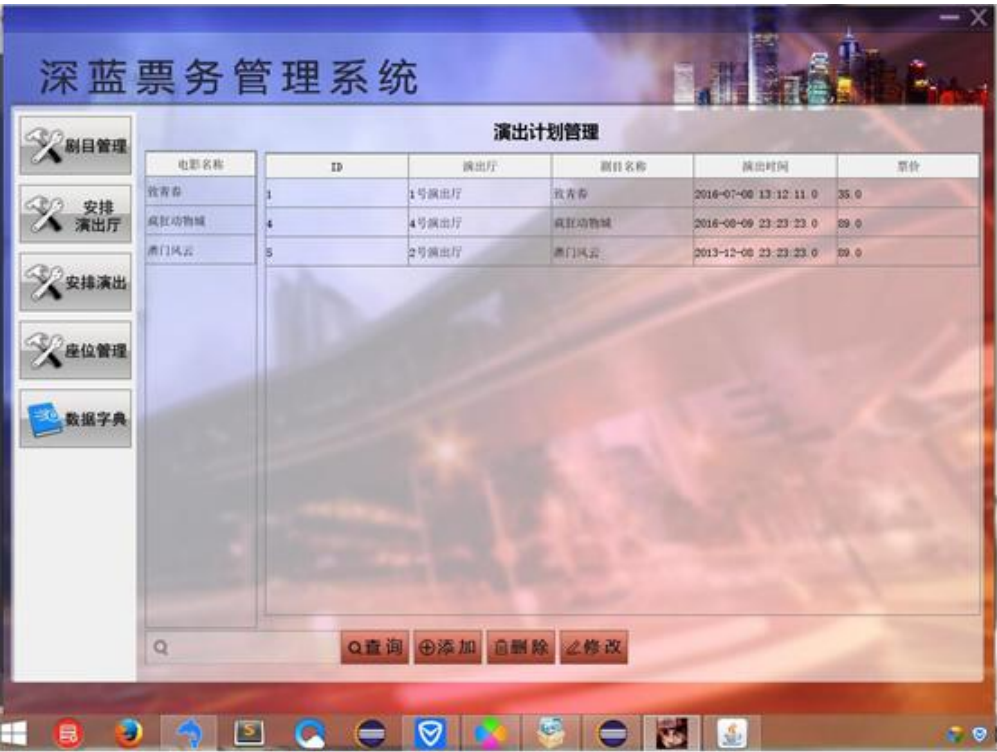 深蓝票务管理系统
剧目管理
安排
演出厅
安排演出
座位管理
数据字典
演出计划管理
电影名称
致青春
疯狂动物城
澳门风云
ID 演出厅 剧目名称 演出时间 票价
1 1号演出厅 致青春 2016-07-08 13:12:11.0 35.0
4 4号演出厅 疯狂动物城 2016-08-09 23:23:23.0 89.0
5 2号演出厅 澳门风云 2013-12-08 23:23:23.0 89.0
查询 添加 删除 修改